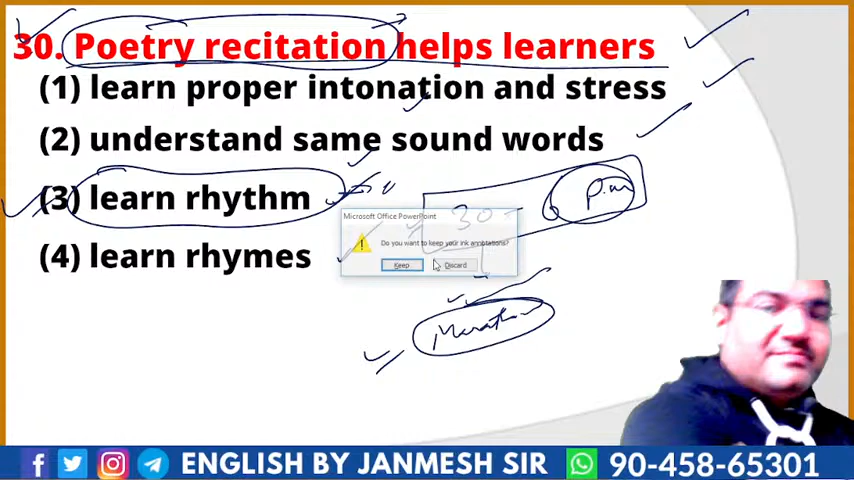 30. Poetry recitation helps learners
(1) learn proper intonation and stress
(2) understand same sound words
(3) learn rhythm
P.m
30-
Microsoft Office PowerPoint
Do you want to keep your ink annotations?
(4) learn rhymes
Keep
Discard
Marathon
ENGLISH BY JANMESH SIR
90-458-65301